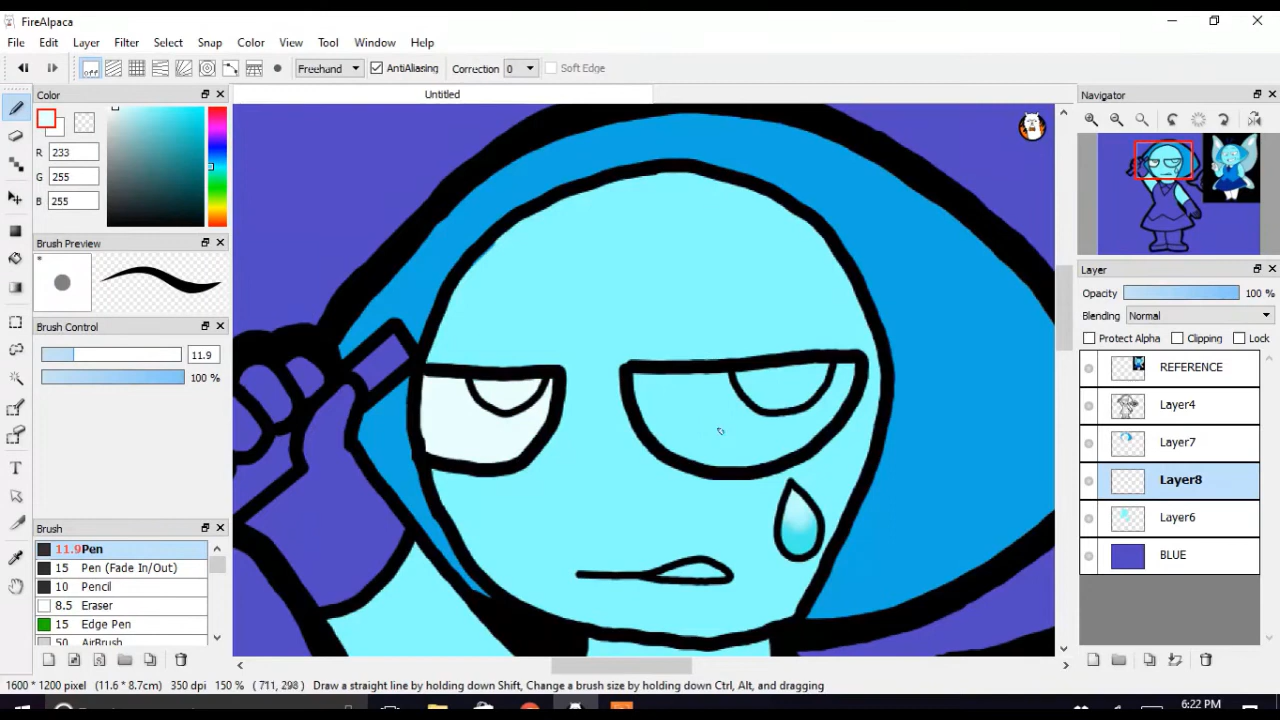 FireAlpaca
File Edit Layer Filter Select Snap Color View Tool Window Help
off Freehand AntiAliasing Correction 0 Soft Edge
Color
Untitled
Navigator
R 233
G 255
B 255
Brush Preview
Brush Control
11.9
100 %
Layer
Opacity 100 %
Blending Normal
Protect Alpha Clipping Lock
REFERENCE
Layer4
Layer7
Layer8
Layer6
BLUE
Brush
11.9 Pen
15 Pen (Fade In/Out)
10 Pencil
8.5 Eraser
15 Edge Pen
50 AirBrush
1600 * 1200 pixel (11.6 * 8.7cm) 350 dpi 150 % ( 711, 298 ) Draw a straight line by holding down Shift, Change a brush size by holding down Ctrl, Alt, and dragging
6:22 PM